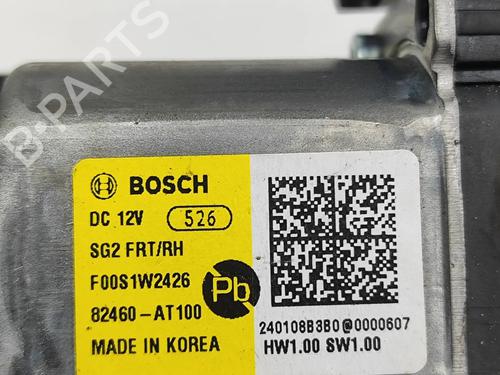 B-PARTS
BOSCH
DC 12V 526
SG2 FRT/RH
F00S1W2426
82460-AT100
Pb
MADE IN KOREA
240108B3B0@0000607
HW1.00 SW1.00